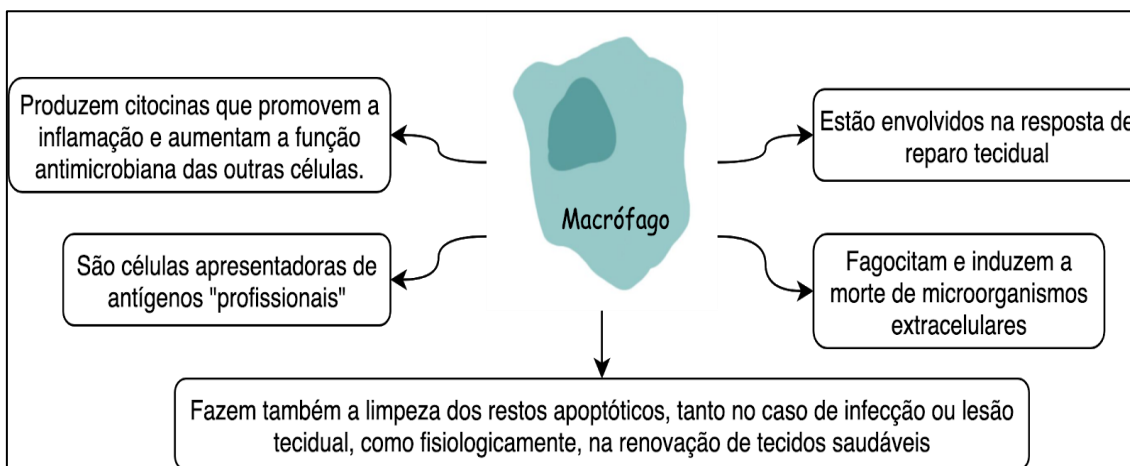 Produzem citocinas que promovem a
inflamação e aumentam a função
antimicrobiana das outras células.
Estão envolvidos na resposta de
reparo tecidual
Macrófago
São células apresentadoras de
antígenos "profissionais"
Fagocitam e induzem a
morte de microorganismos
extracelulares
Fazem também a limpeza dos restos apoptóticos, tanto no caso de infecção ou lesão
tecidual, como fisiologicamente, na renovação de tecidos saudáveis